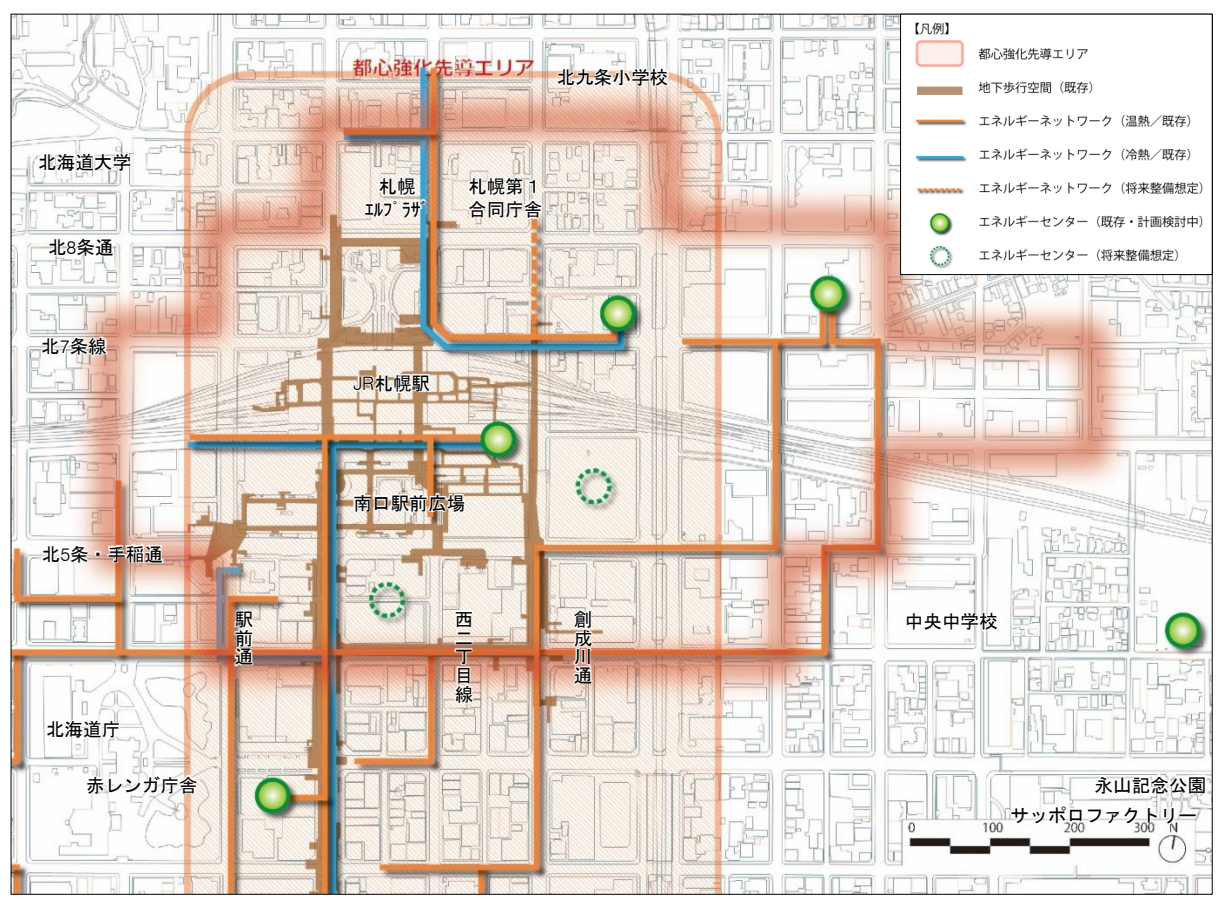 【凡例】
都心強化先導エリア
地下歩行空間（既存）
エネルギーネットワーク（温熱／既存）
エネルギーネットワーク（冷熱／既存）
エネルギーネットワーク（将来整備想定）
エネルギーセンター（既存・計画検討中）
エネルギーセンター（将来整備想定）
都心強化先導エリア
北九条小学校
北海道大学
札幌
ｴﾙﾌﾟﾗｻﾞ
札幌第１
合同庁舎
北8条通
北7条線
JR札幌駅
南口駅前広場
北5条・手稲通
駅前通
西二丁目線
創成川通
中央中学校
北海道庁
赤レンガ庁舎
永山記念公園
サッポロファクトリー
0 100 200 300 N